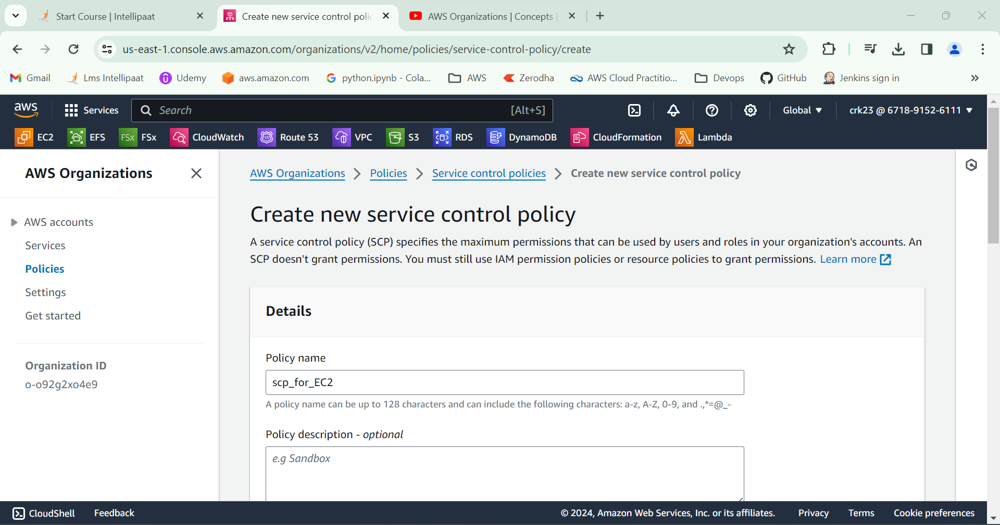 Start Course | Intellipaat
Create new service control polic
AWS Organizations | Concepts |
us-east-1.console.aws.amazon.com/organizations/v2/home/policies/service-control-policy/create
Gmail
Lms Intellipaat
Udemy
aws.amazon.com
python.ipynb - Cola...
AWS
Zerodha
AWS Cloud Practitio...
Devops
GitHub
Jenkins sign in
aws
Services
Search
[Alt+S]
Global
crk23 @ 6718-9152-6111
EC2
EFS
FSx
FSx
CloudWatch
53
Route 53
VPC
S3
RDS
DynamoDB
CloudFormation
Lambda
AWS Organizations
AWS accounts
Services
Policies
Settings
Get started
Organization ID
o-o92g2xo4e9
AWS Organizations > Policies > Service control policies > Create new service control policy
Create new service control policy
A service control policy (SCP) specifies the maximum permissions that can be used by users and roles in your organization's accounts. An
SCP doesn't grant permissions. You must still use IAM permission policies or resource policies to grant permissions. Learn more
Details
Policy name
scp_for_EC2
A policy name can be up to 128 characters and can include the following characters: a-z, A-Z, 0-9, and .,*=@_-
Policy description - optional
e.g Sandbox
CloudShell
Feedback
© 2024, Amazon Web Services, Inc. or its affiliates.
Privacy
Terms
Cookie preferences